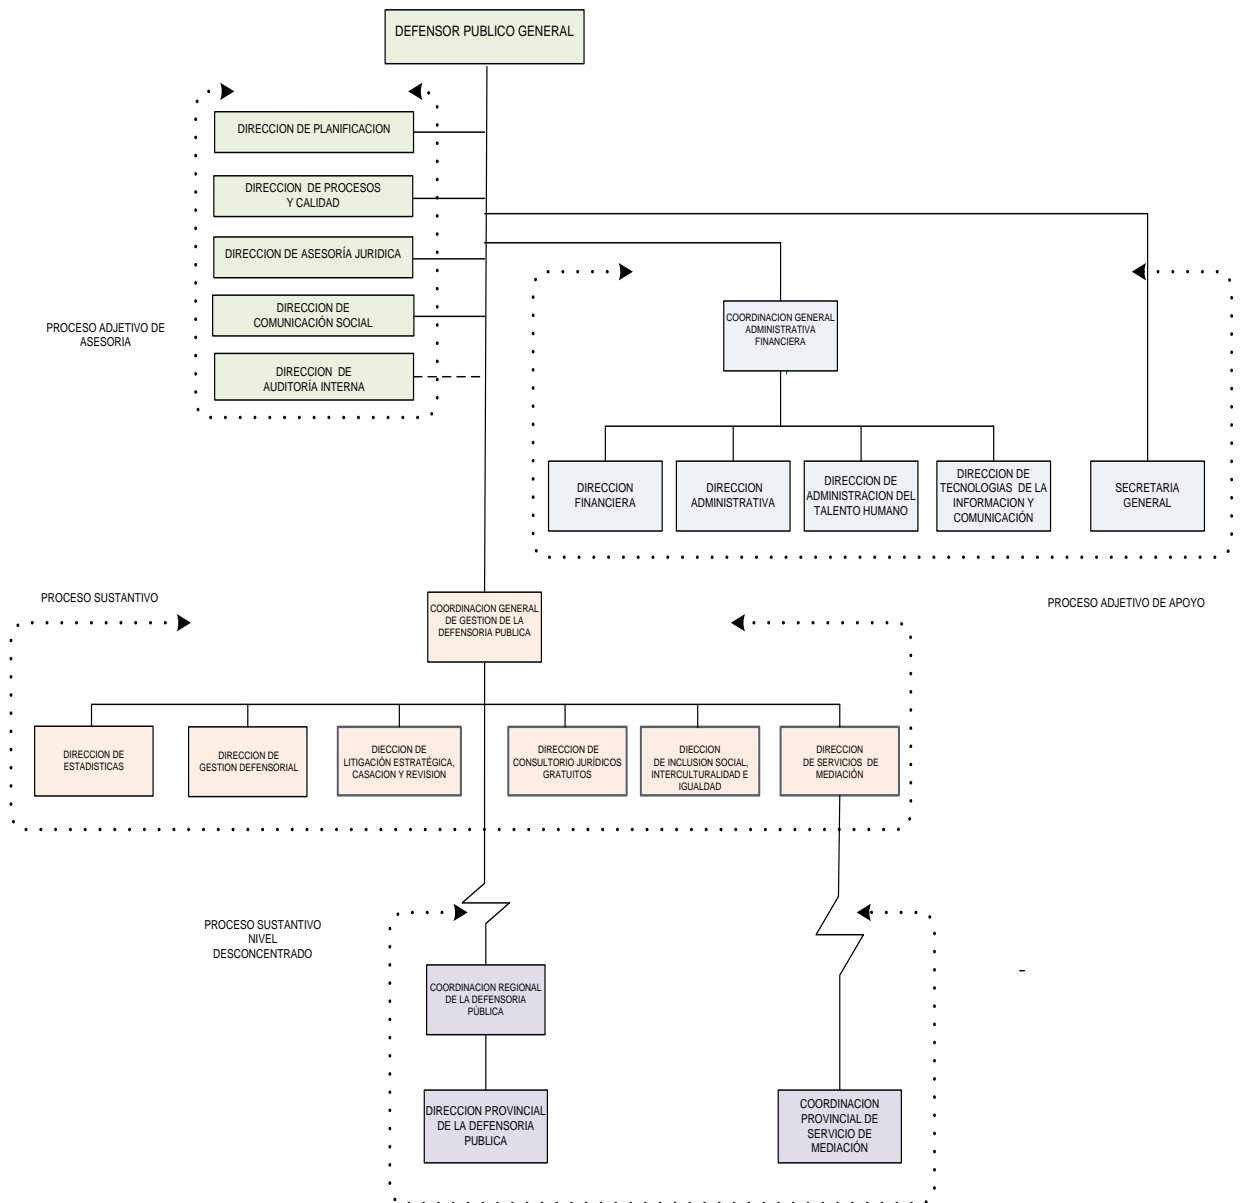 DEFENSOR PUBLICO GENERAL
DIRECCION DE PLANIFICACION
DIRECCION DE PROCESOS
Y CALIDAD
DIRECCION DE ASESORÍA JURIDICA
DIRECCION DE
COMUNICACIÓN SOCIAL
DIRECCION DE
AUDITORÍA INTERNA
PROCESO ADJETIVO DE
ASESORIA
COORDINACION GENERAL
ADMINISTRATIVA
FINANCIERA
DIRECCION
FINANCIERA
DIRECCION
ADMINISTRATIVA
DIRECCION DE
ADMINISTRACION DEL
TALENTO HUMANO
DIRECCION DE
TECNOLOGIAS DE LA
INFORMACION Y
COMUNICACIÓN
SECRETARIA
GENERAL
PROCESO ADJETIVO DE APOYO
PROCESO SUSTANTIVO
COORDINACION GENERAL
DE GESTION DE LA
DEFENSORIA PUBLICA
DIRECCION DE
ESTADISTICAS
DIRECCION DE
GESTION DEFENSORIAL
DIECCION DE
LITIGACIÓN ESTRATÉGICA,
CASACION Y REVISION
DIRECCION DE
CONSULTORIO JURÍDICOS
GRATUITOS
DIECCION
DE INCLUSION SOCIAL,
INTERCULTURALIDAD E
IGUALDAD
DIRECCION
DE SERVICIOS DE
MEDIACIÓN
PROCESO SUSTANTIVO
NIVEL
DESCONCENTRADO
COORDINACION REGIONAL
DE LA DEFENSORIA
PÚBLICA
DIRECCION PROVINCIAL
DE LA DEFENSORIA
PUBLICA
COORDINACION
PROVINCIAL DE
SERVICIO DE
MEDIACIÓN